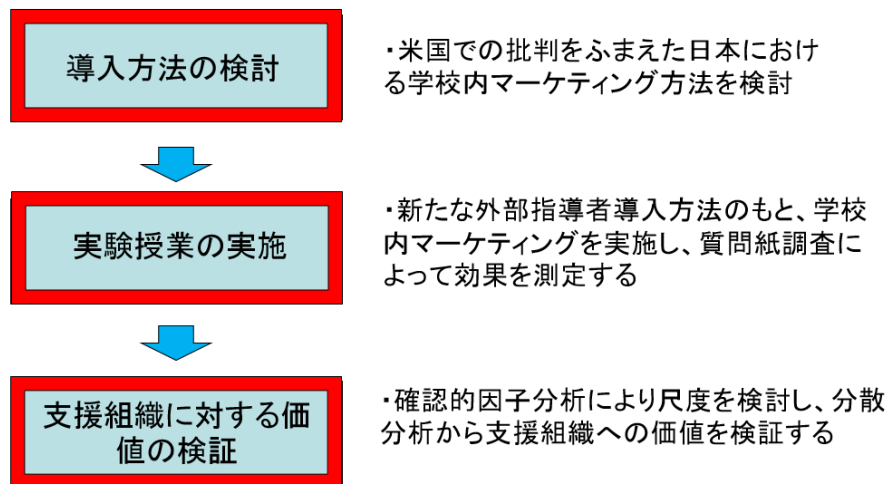 導入方法の検討
・米国での批判をふまえた日本におけ
る学校内マーケティング方法を検討
実験授業の実施
・新たな外部指導者導入方法のもと、学校
内マーケティングを実施し、質問紙調査に
よって効果を測定する
支援組織に対する価
値の検証
・確認的因子分析により尺度を検討し、分散
分析から支援組織への価値を検証する